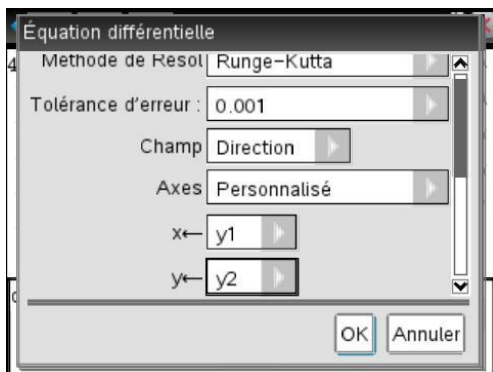 Équation différentielle
Méthode de Résol Runge-Kutta
Tolérance d'erreur : 0.001
Champ Direction
Axes Personnalisé
x← y1
y← y2
OK Annuler